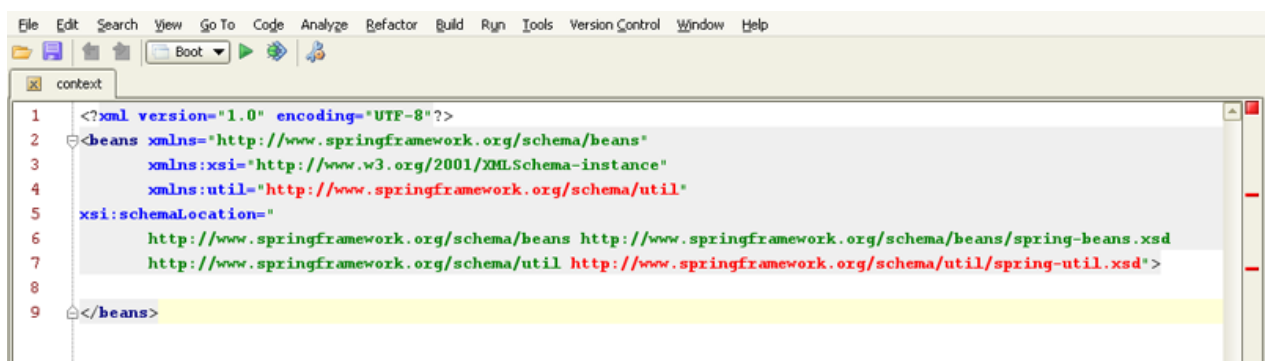 File Edit Search View Go To Code Analyze Refactor Build Run Tools Version Control Window Help
Boot
context
1 <?xml version="1.0" encoding="UTF-8"?>
2 <beans xmlns="http://www.springframework.org/schema/beans"
3 xmlns:xsi="http://www.w3.org/2001/XMLSchema-instance"
4 xmlns:util="http://www.springframework.org/schema/util"
5 xsi:schemaLocation="
6 http://www.springframework.org/schema/beans http://www.springframework.org/schema/beans/spring-beans.xsd
7 http://www.springframework.org/schema/util http://www.springframework.org/schema/util/spring-util.xsd">
8
9 </beans>